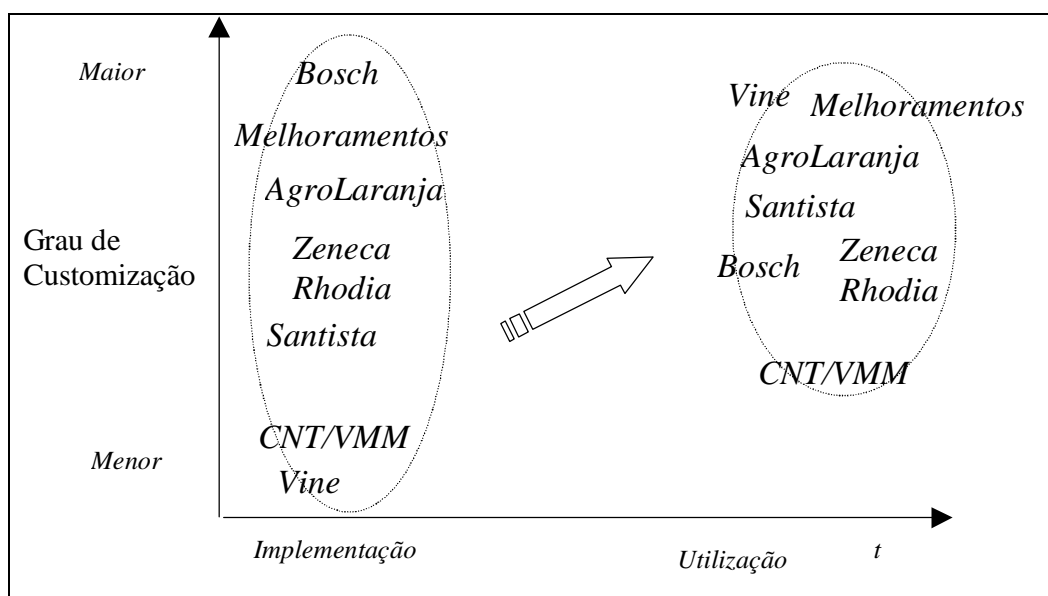 Maior
Grau de
Customização
Menor
Bosch
Melhoramentos
AgroLaranja
Zeneca
Rhodia
Santista
CNT/VMM
Vine
Vine
Melhoramentos
AgroLaranja
Santista
Bosch
Zeneca
Rhodia
CNT/VMM
Implementação
Utilização
t